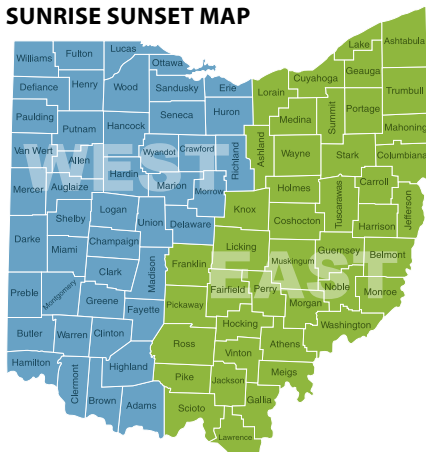 SUNRISE SUNSET MAP
Williams
Fulton
Lucas
Ottawa
Lake
Ashtabula
Defiance
Henry
Wood
Sandusky
Erie
Lorain
Cuyahoga
Geauga
Trumbull
Paulding
Putnam
Hancock
Seneca
Huron
Medina
Summit
Portage
Mahoning
Van Wert
Allen
Wyandot
Crawford
Richland
Ashland
Wayne
Stark
Columbiana
WEST
Mercer
Auglaize
Hardin
Marion
Morrow
Knox
Holmes
Tuscarawas
Carroll
Jefferson
Darke
Shelby
Logan
Union
Delaware
Coshocton
Harrison
Miami
Champaign
Licking
Muskingum
Guernsey
Belmont
EAST
Preble
Montgomery
Clark
Greene
Madison
Franklin
Fairfield
Perry
Noble
Monroe
Fayette
Pickaway
Morgan
Washington
Butler
Warren
Clinton
Ross
Hocking
Athens
Hamilton
Clermont
Highland
Vinton
Meigs
Brown
Adams
Pike
Jackson
Gallia
Scioto
Lawrence